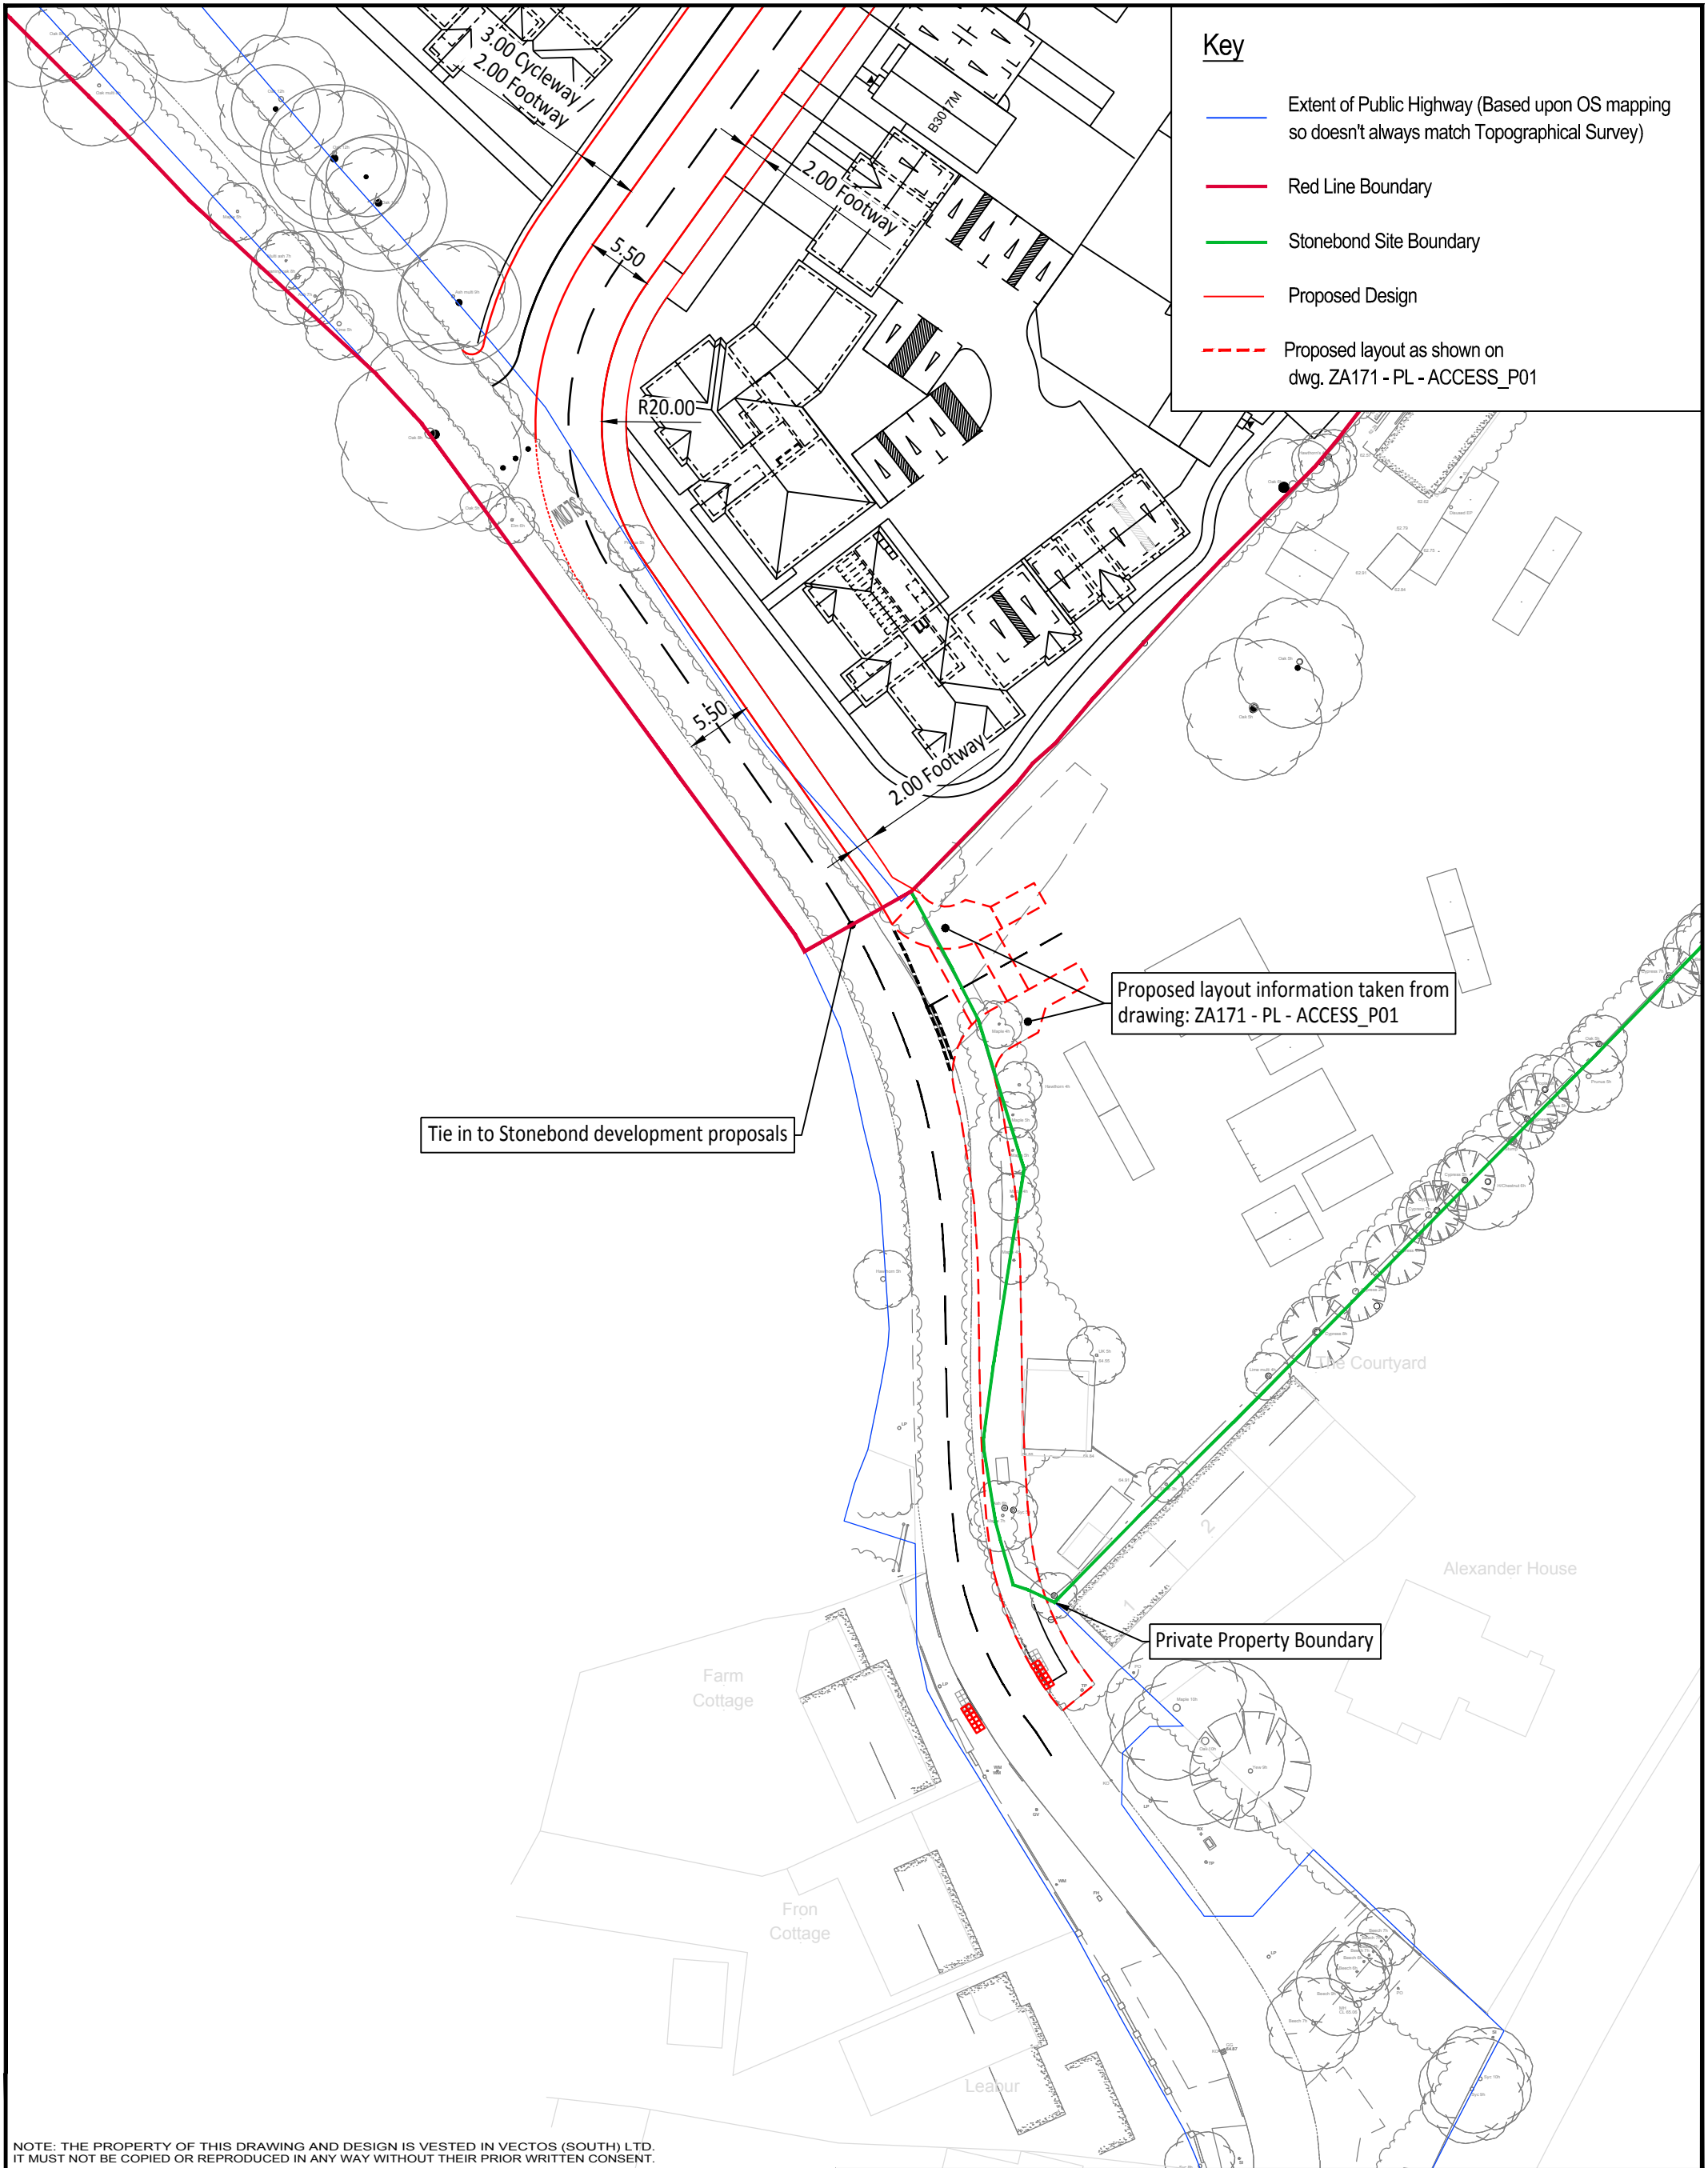 3.00 Cycleway /
2.00 Footway
B3017M
2.00 Footway
5.50
R20.00
SLOW
5.50
2.00 Footway
Key
Extent of Public Highway (Based upon OS mapping
so doesn't always match Topographical Survey)
Red Line Boundary
Stonebond Site Boundary
Proposed Design
Proposed layout as shown on
dwg. ZA171 - PL - ACCESS_P01
Proposed layout information taken from
drawing: ZA171 - PL - ACCESS_P01
Tie in to Stonebond development proposals
The Courtyard
2
1
Alexander House
Private Property Boundary
Farm
Cottage
Fron
Cottage
Leabur
NOTE: THE PROPERTY OF THIS DRAWING AND DESIGN IS VESTED IN VECTOS (SOUTH) LTD.
IT MUST NOT BE COPIED OR REPRODUCED IN ANY WAY WITHOUT THEIR PRIOR WRITTEN CONSENT.